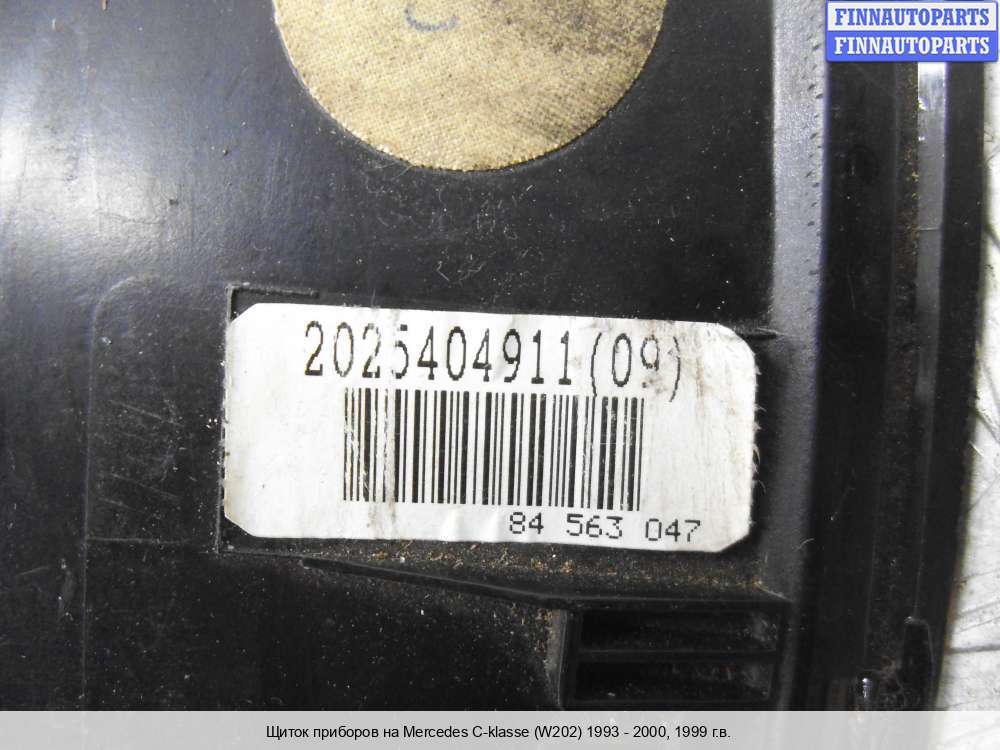 FINNAUTOPARTS
FINNAUTOPARTS
2025404911(09)
84 563 047
Щиток приборов на Mercedes C-klasse (W202) 1993 - 2000, 1999 г.в.